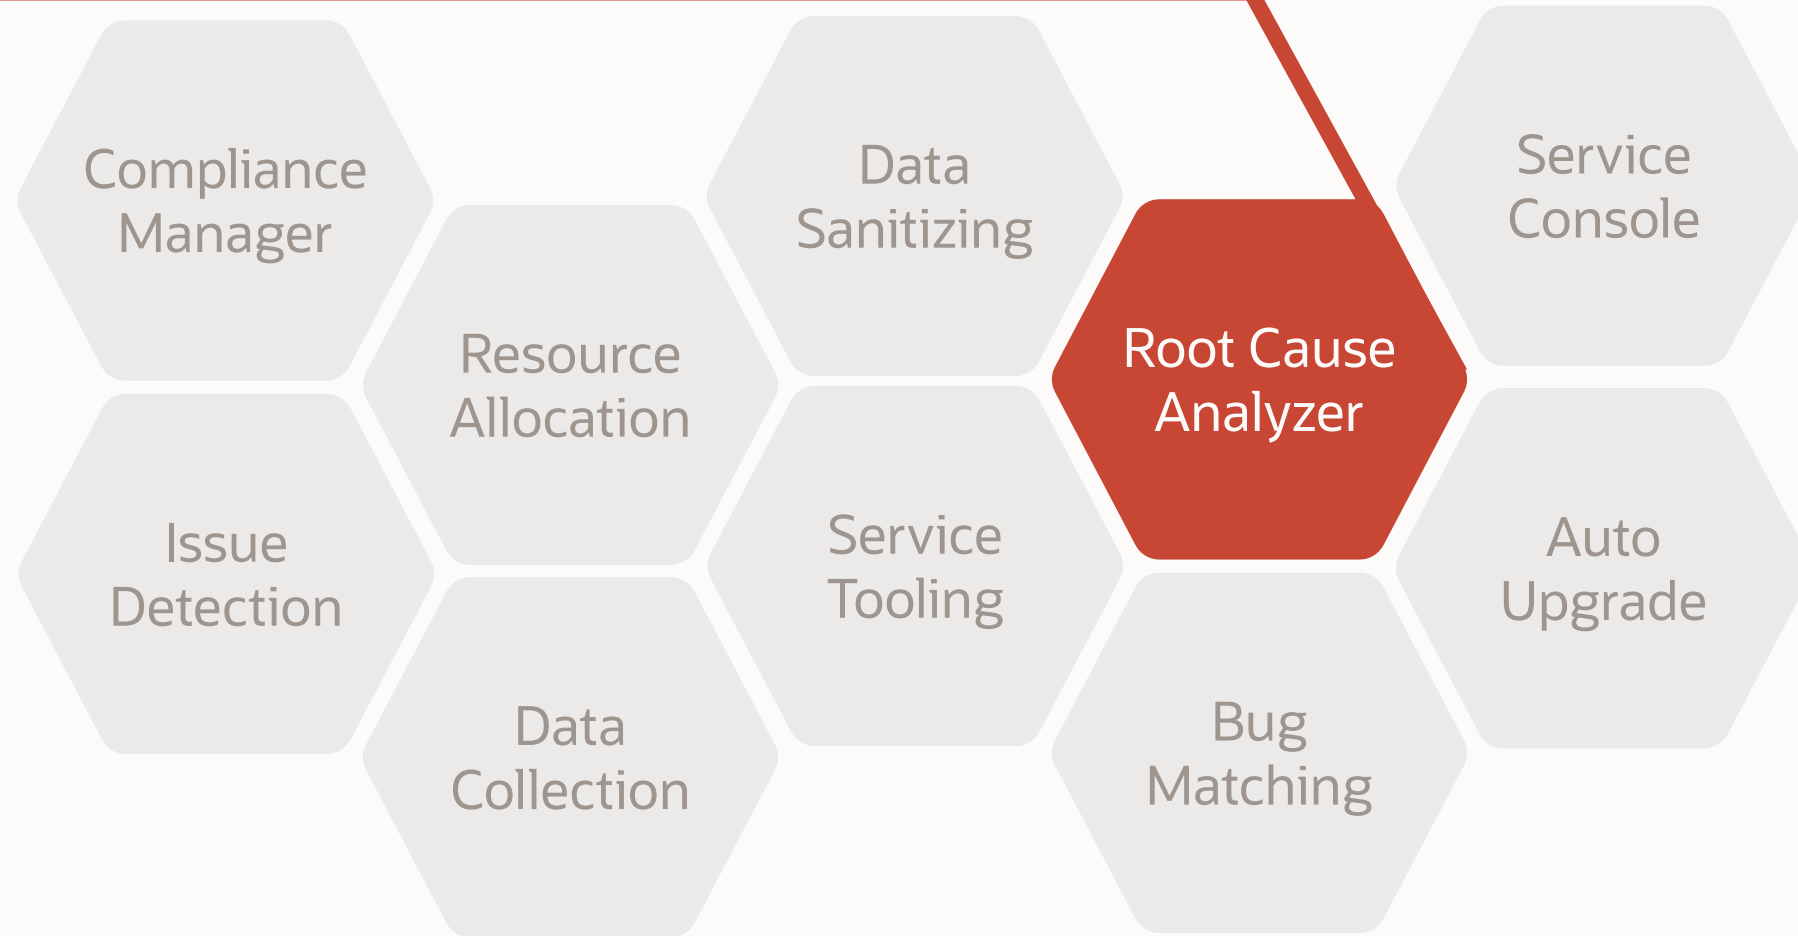 Compliance
Manager
Data
Sanitizing
Service
Console
Resource
Allocation
Root Cause
Analyzer
Issue
Detection
Service
Tooling
Auto
Upgrade
Data
Collection
Bug
Matching